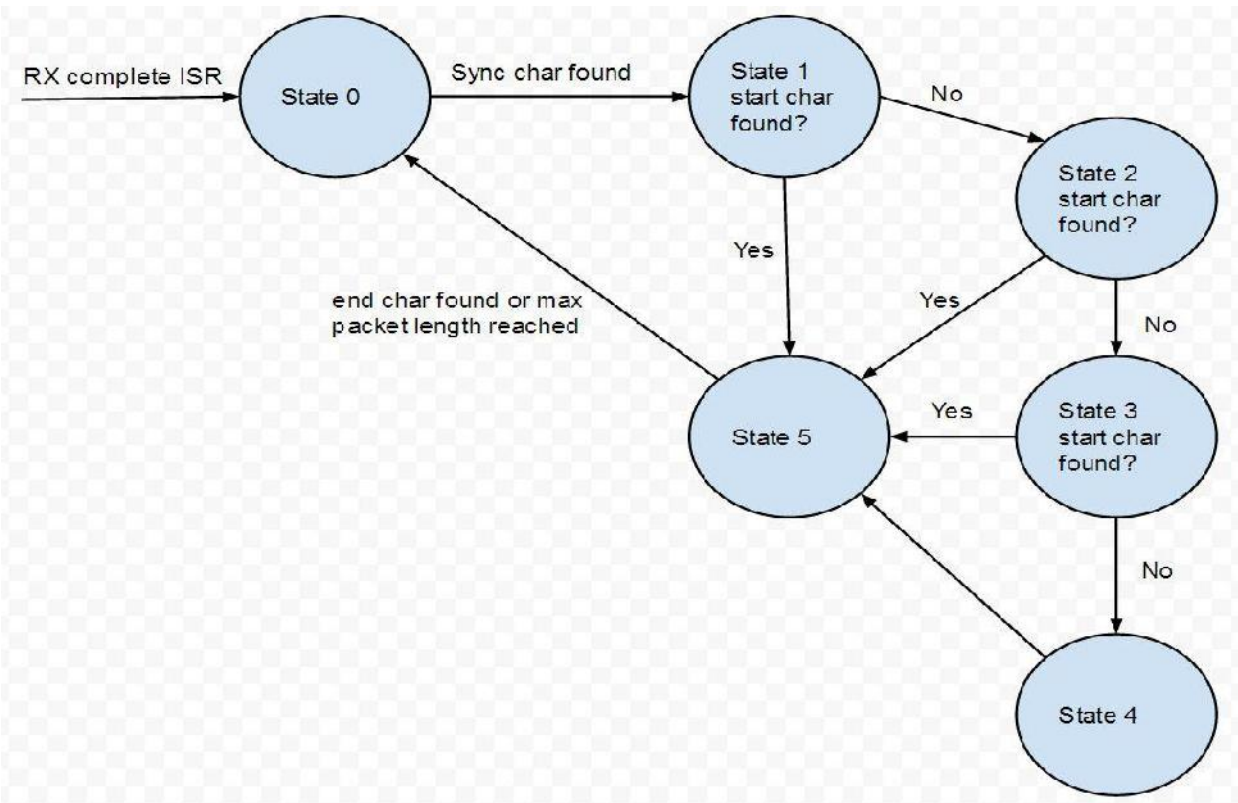 RX complete ISR
State 0
Sync char found
State 1
start char
found?
No
State 2
start char
found?
Yes
Yes
No
end char found or max
packet length reached
State 5
Yes
State 3
start char
found?
No
State 4